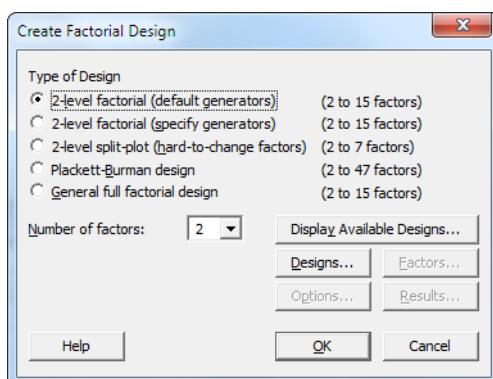 Create Factorial Design
Type of Design
2-level factorial (default generators) (2 to 15 factors)
2-level factorial (specify generators) (2 to 15 factors)
2-level split-plot (hard-to-change factors) (2 to 7 factors)
Plackett-Burman design (2 to 47 factors)
General full factorial design (2 to 15 factors)
Number of factors: 2 Display Available Designs...
Designs... Factors...
Options... Results...
Help OK Cancel